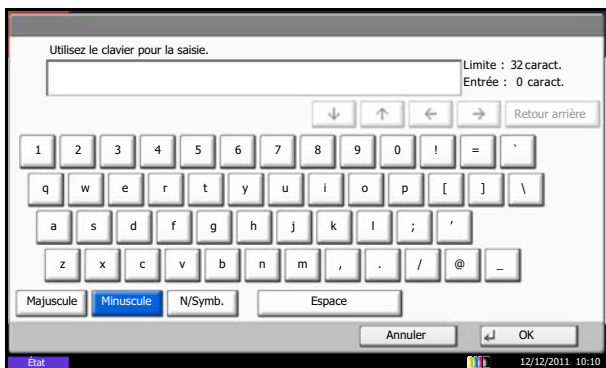 Utilisez le clavier pour la saisie.
Limite : 32 caract.
Entrée : 0 caract.
↓ ↑ ← → Retour arrière
1 2 3 4 5 6 7 8 9 0 ! = `
q w e r t y u i o p [ ] \
a s d f g h j k l ; ’
z x c v b n m , . / @ _
Majuscule Minuscule N/Symb. Espace
Annuler ↵ OK
État 12/12/2011 10:10